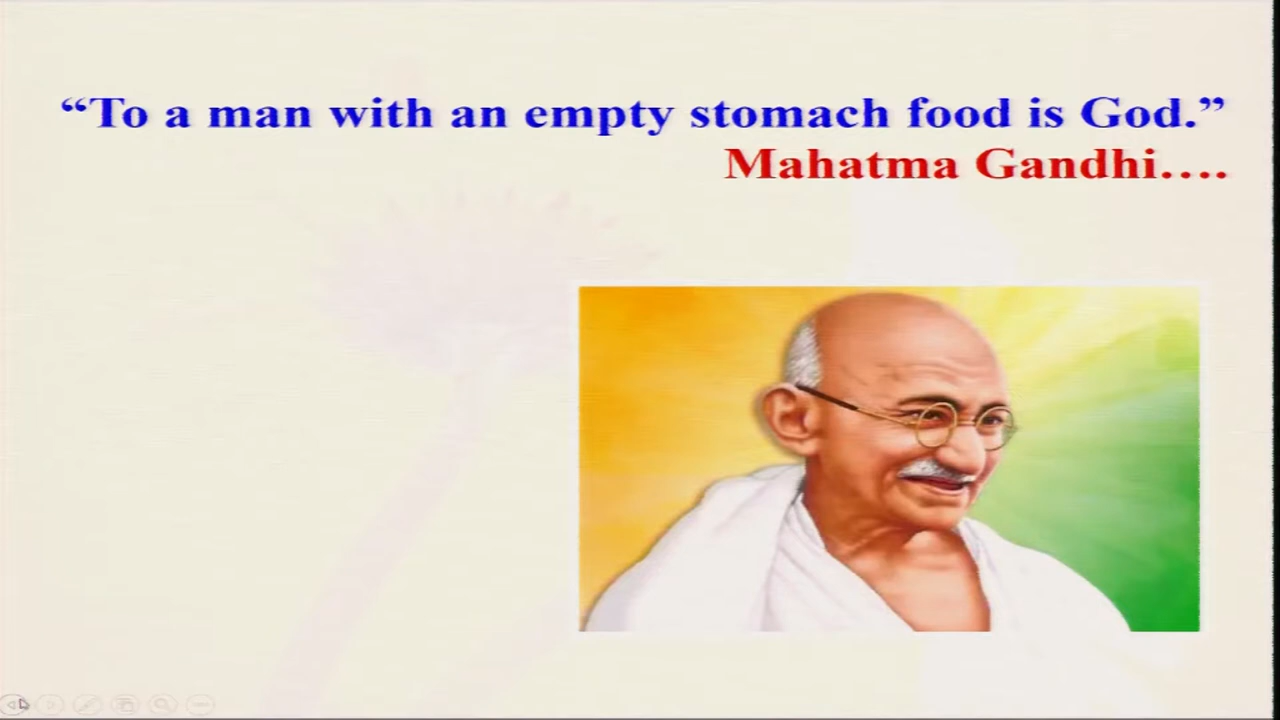 “To a man with an empty stomach food is God.”
Mahatma Gandhi....